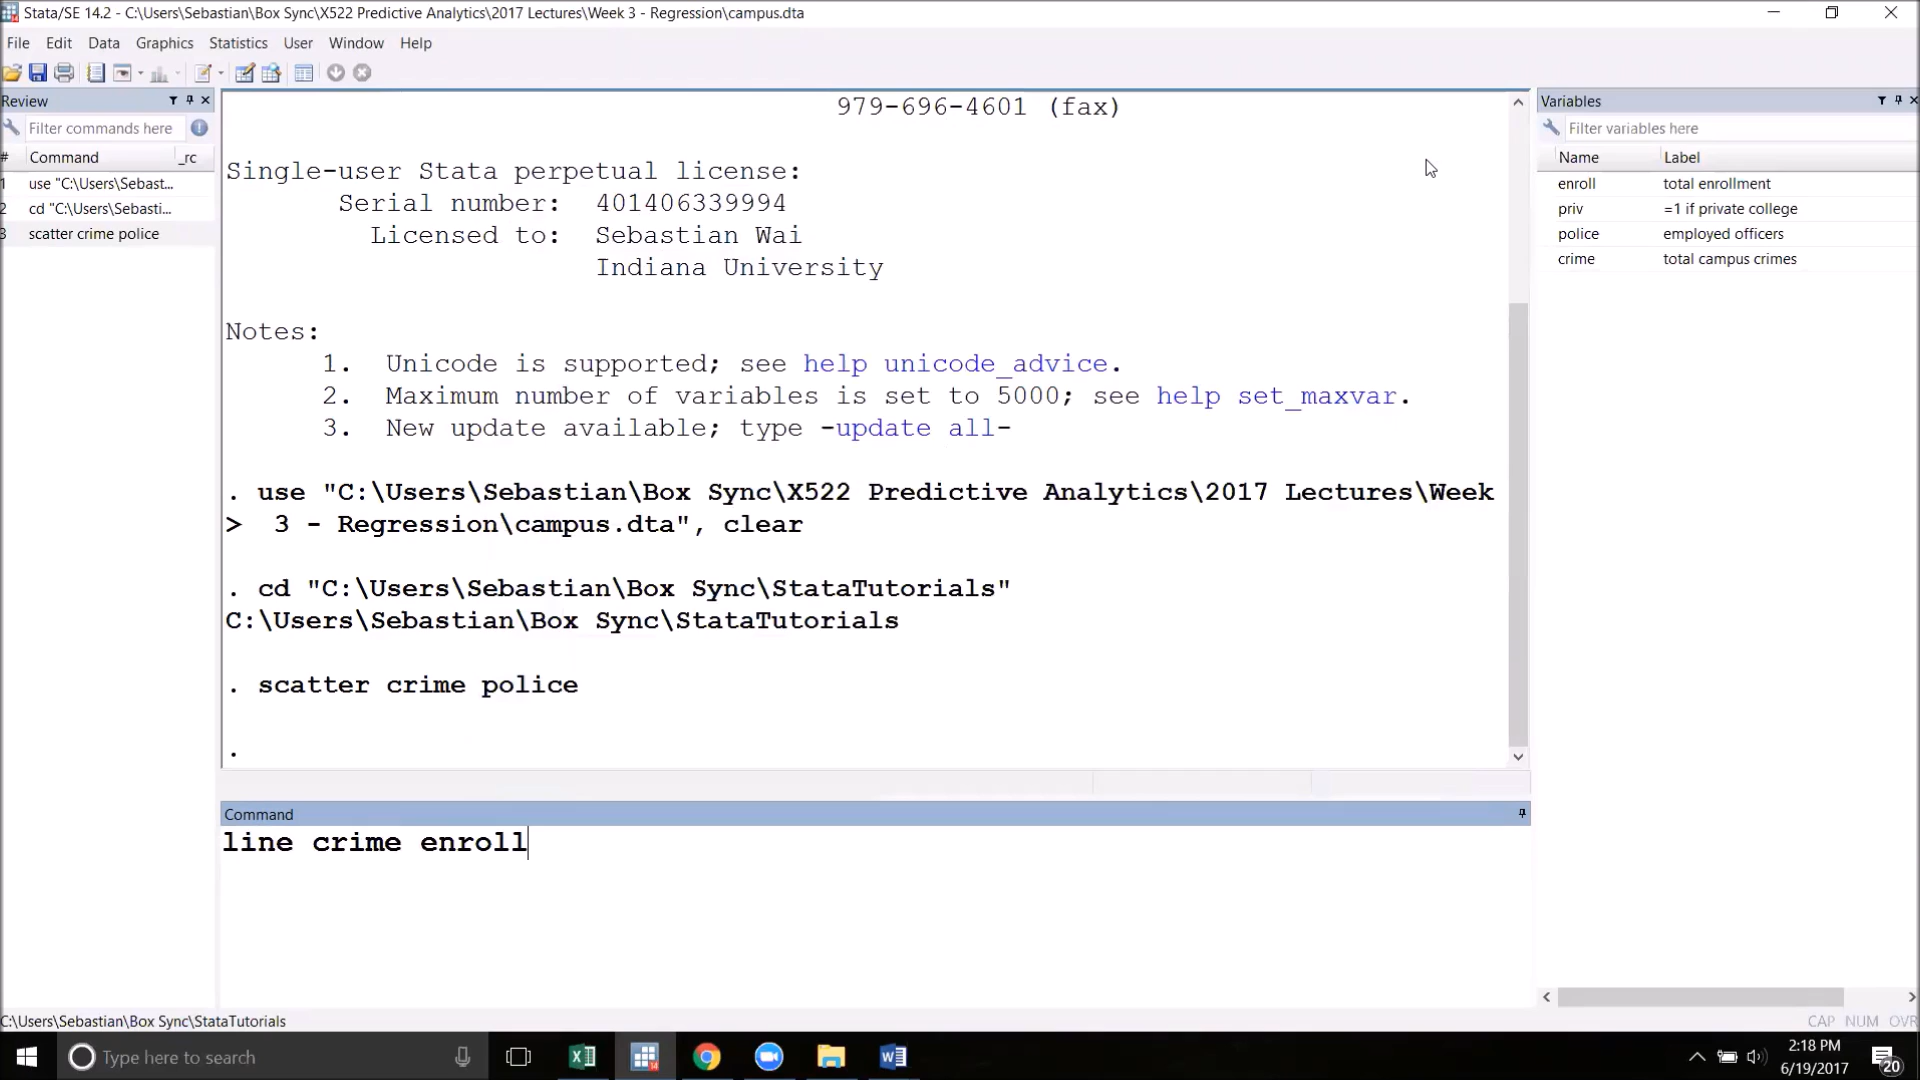 Stata/SE 14.2 - C:\Users\Sebastian\Box Sync\X522 Predictive Analytics\2017 Lectures\Week 3 - Regression\campus.dta
File Edit Data Graphics Statistics User Window Help
Review
Filter commands here
# Command _rc
1 use "C:\Users\Sebast...
2 cd "C:\Users\Sebasti...
3 scatter crime police
979-696-4601 (fax)
Single-user Stata perpetual license:
Serial number: 401406339994
Licensed to: Sebastian Wai
Indiana University
Notes:
1. Unicode is supported; see help unicode_advice.
2. Maximum number of variables is set to 5000; see help set_maxvar.
3. New update available; type -update all-
. use "C:\Users\Sebastian\Box Sync\X522 Predictive Analytics\2017 Lectures\Week
> 3 - Regression\campus.dta", clear
. cd "C:\Users\Sebastian\Box Sync\StataTutorials"
C:\Users\Sebastian\Box Sync\StataTutorials
. scatter crime police
.
Command
line crime enroll
Variables
Filter variables here
Name Label
enroll total enrollment
priv =1 if private college
police employed officers
crime total campus crimes
C:\Users\Sebastian\Box Sync\StataTutorials
CAP NUM OVR
Type here to search
2:18 PM
6/19/2017
20